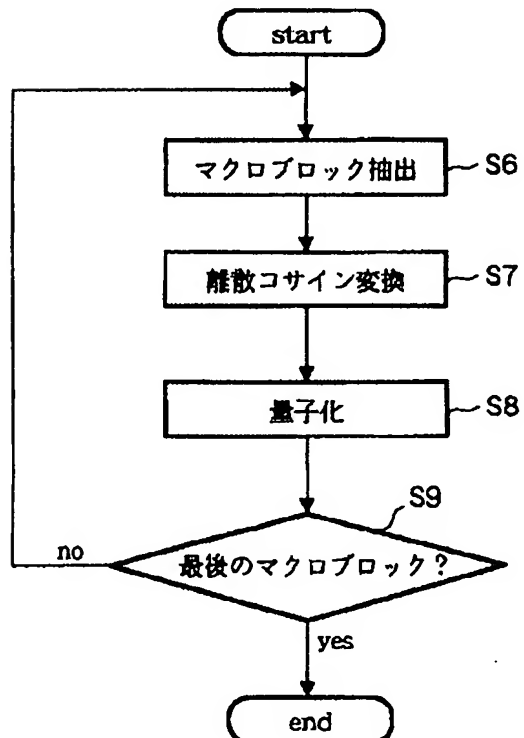 start
マクロブロック抽出
S6
離散コサイン変換
S7
量子化
S8
S9
最後のマクロブロック？
no
yes
end